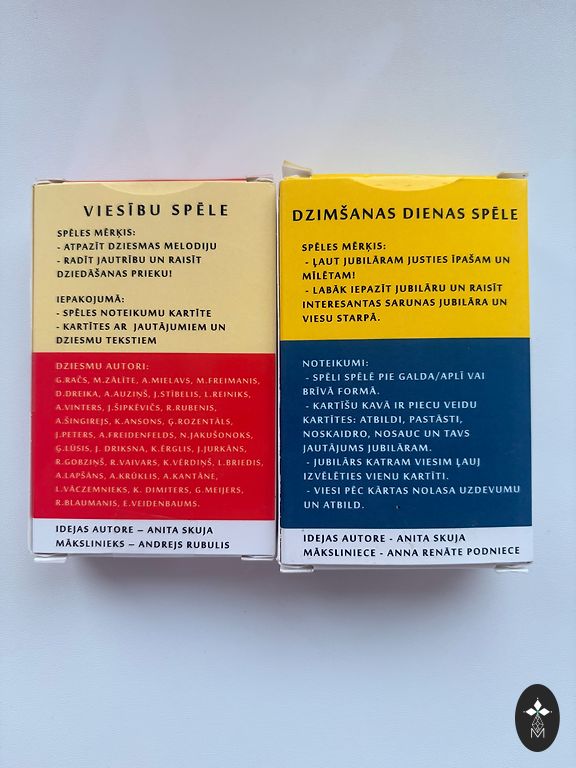 VIESĪBU SPĒLE
SPĒLES MĒRĶIS:
- ATPAZĪT DZIESMAS MELODIJU
- RADĪT JAUTRĪBU UN RAISĪT
DZIEDĀŠANAS PRIEKU!
IEPAKOJUMĀ:
- SPĒLES NOTEIKUMU KARTĪTE
- KARTĪTES AR JAUTĀJUMIEM UN
DZIESMU TEKSTIEM
DZIESMU AUTORI:
G.RAČS, M.ZĀLĪTE, A.MIELAVS, M.FREIMANIS,
D.DREIKA, A.AUZIŅŠ, J.STĪBELIS, L.REINIKS,
A.VINTERS, J.ŠIPKĒVIČS, R.RUBENIS,
A.ŠINGIREJS, K.ANSONS, G.ROZENTĀLS,
J.PETERS, A.FREIDENFELDS, N.JAKUŠONOKS,
Ģ.LŪSIS, J. DRIKSNA, K.ĒRGLIS, J.JURKĀNS,
R.GOBZIŅŠ, R.VAIVARS, K.VĒRDIŅŠ, L.BRIEDIS,
A.LAPŠĀNS, A.KRŪKLIS, A.KANTĀNE,
L.VĀCZEMNIEKS, K. DIMITERS, G.MEIJERS,
R.BLAUMANIS, E.VEIDENBAUMS.
IDEJAS AUTORE – ANITA SKUJA
MĀKSLINIEKS – ANDREJS RUBULIS
DZIMŠANAS DIENAS SPĒLE
SPĒLES MĒRĶIS:
- ĻAUT JUBILĀRAM JUSTIES ĪPAŠAM UN
MĪLĒTAM!
- LABĀK IEPAZĪT JUBILĀRU UN RAISĪT
INTERESANTAS SARUNAS JUBILĀRA UN
VIESU STARPĀ.
NOTEIKUMI:
- SPĒLI SPĒLĒ PIE GALDA/APLĪ VAI
BRĪVĀ FORMĀ.
- KARTĪŠU KAVĀ IR PIECU VEIDU
KARTĪTES: ATBILDI, PASTĀSTI,
NOSKAIDRO, NOSAUC UN TAVS
JAUTĀJUMS JUBILĀRAM.
- JUBILĀRS KATRAM VIESIM ĻAUJ
IZVĒLĒTIES VIENU KARTĪTI.
- VIESI PĒC KĀRTAS NOLASA UZDEVUMU
UN ATBILD.
IDEJAS AUTORE - ANITA SKUJA
MĀKSLINIECE - ANNA RENĀTE PODNIECE